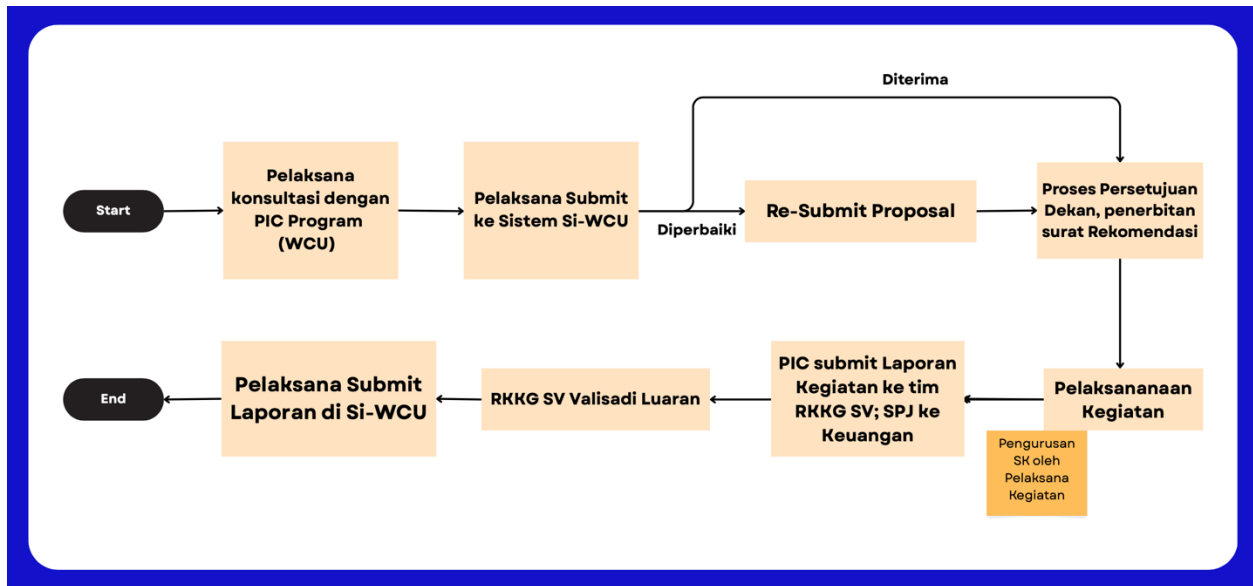 Diterima
Start
Pelaksana
konsultasi dengan
PIC Program
(WCU)
Pelaksana Submit
ke Sistem Si-WCU
Diperbaiki
Re-Submit Proposal
Proses Persetujuan
Dekan, penerbitan
surat Rekomendasi
Pelaksananaan
Kegiatan
Pengurusan
SK oleh
Pelaksana
Kegiatan
PIC submit Laporan
Kegiatan ke tim
RKKG SV; SPJ ke
Keuangan
RKKG SV Valisadi Luaran
Pelaksana Submit
Laporan di Si-WCU
End